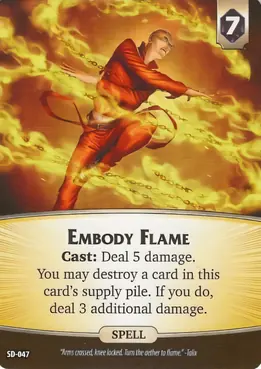 7
EMBODY FLAME
Cast: Deal 5 damage.
You may destroy a card in this
card's supply pile. If you do,
deal 3 additional damage.
SPELL
SD-047
"Arms crossed, knee locked. Turn the aether to flame." -Talix